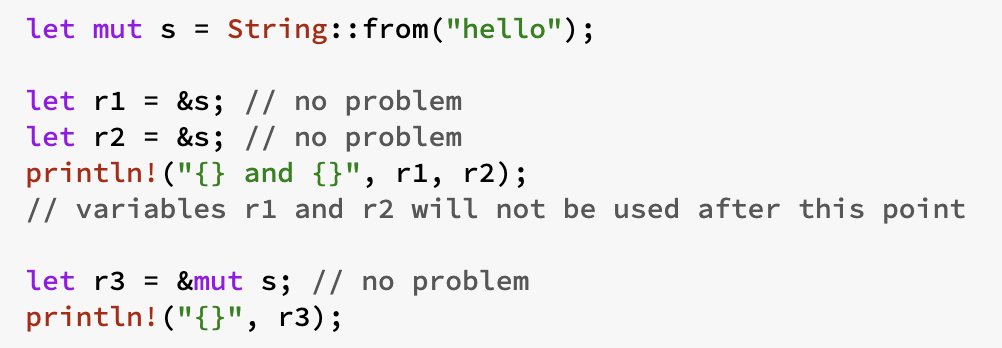 let mut s = String::from("hello");
let r1 = &s; // no problem
let r2 = &s; // no problem
println!("{} and {}", r1, r2);
// variables r1 and r2 will not be used after this point
let r3 = &mut s; // no problem
println!("{}", r3);